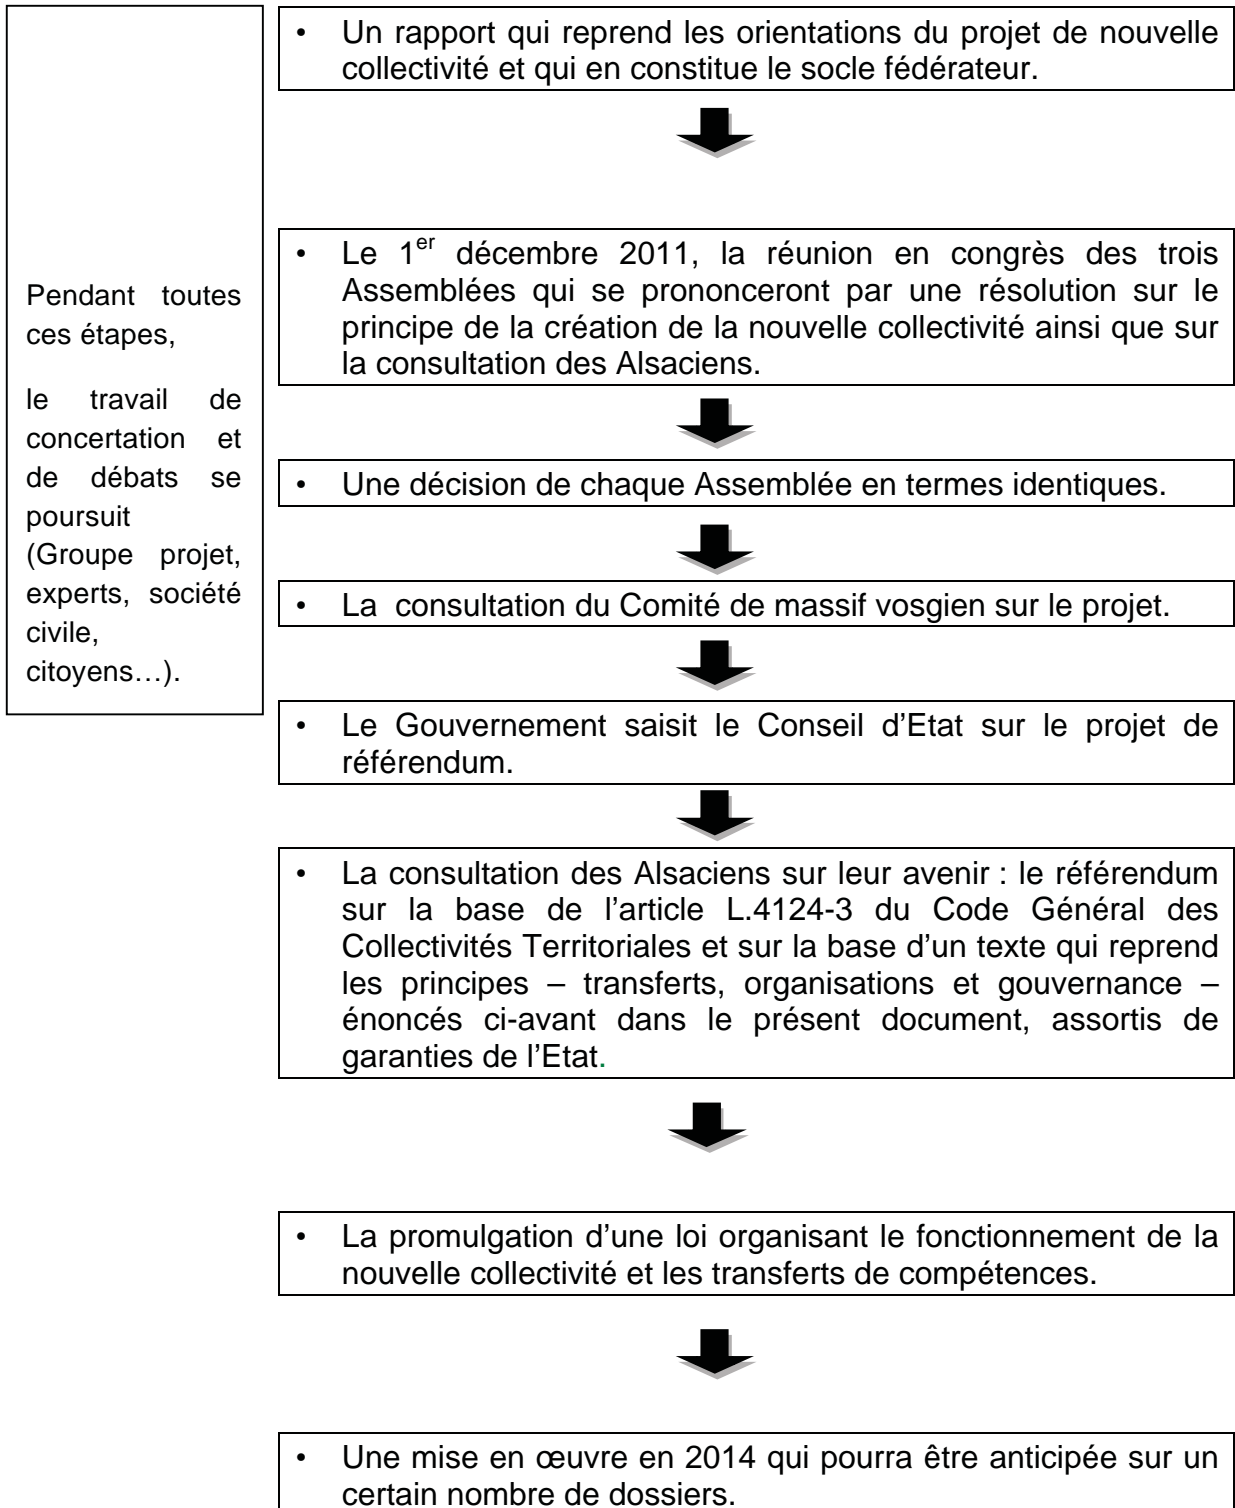 Pendant toutes
ces étapes,
le travail de
concertation et
de débats se
poursuit
(Groupe projet,
experts, société
civile,
citoyens…).
• Un rapport qui reprend les orientations du projet de nouvelle
collectivité et qui en constitue le socle fédérateur.
• Le 1er décembre 2011, la réunion en congrès des trois
Assemblées qui se prononceront par une résolution sur le
principe de la création de la nouvelle collectivité ainsi que sur
la consultation des Alsaciens.
• Une décision de chaque Assemblée en termes identiques.
• La consultation du Comité de massif vosgien sur le projet.
• Le Gouvernement saisit le Conseil d’Etat sur le projet de
référendum.
• La consultation des Alsaciens sur leur avenir : le référendum
sur la base de l’article L.4124-3 du Code Général des
Collectivités Territoriales et sur la base d’un texte qui reprend
les principes – transferts, organisations et gouvernance –
énoncés ci-avant dans le présent document, assortis de
garanties de l’Etat.
• La promulgation d’une loi organisant le fonctionnement de la
nouvelle collectivité et les transferts de compétences.
• Une mise en œuvre en 2014 qui pourra être anticipée sur un
certain nombre de dossiers.